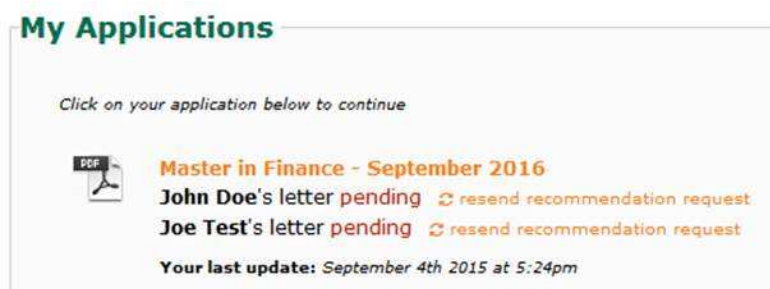 My Applications
Click on your application below to continue
PDF
Master in Finance - September 2016
John Doe's letter pending resend recommendation request
Joe Test's letter pending resend recommendation request
Your last update: September 4th 2015 at 5:24pm